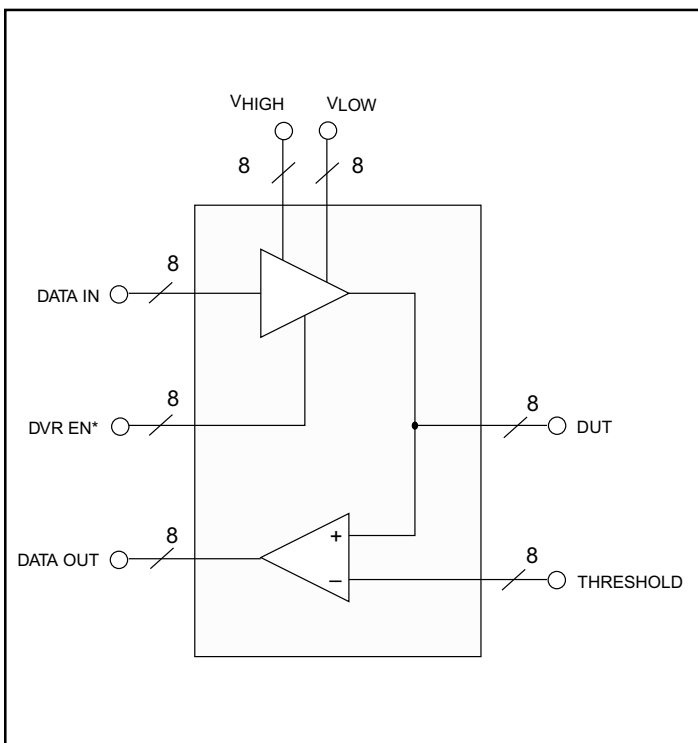 VHIGH VLOW
8 8
DATA IN 8
DVR EN* 8
8 DUT
+
DATA OUT 8
8 THRESHOLD
–